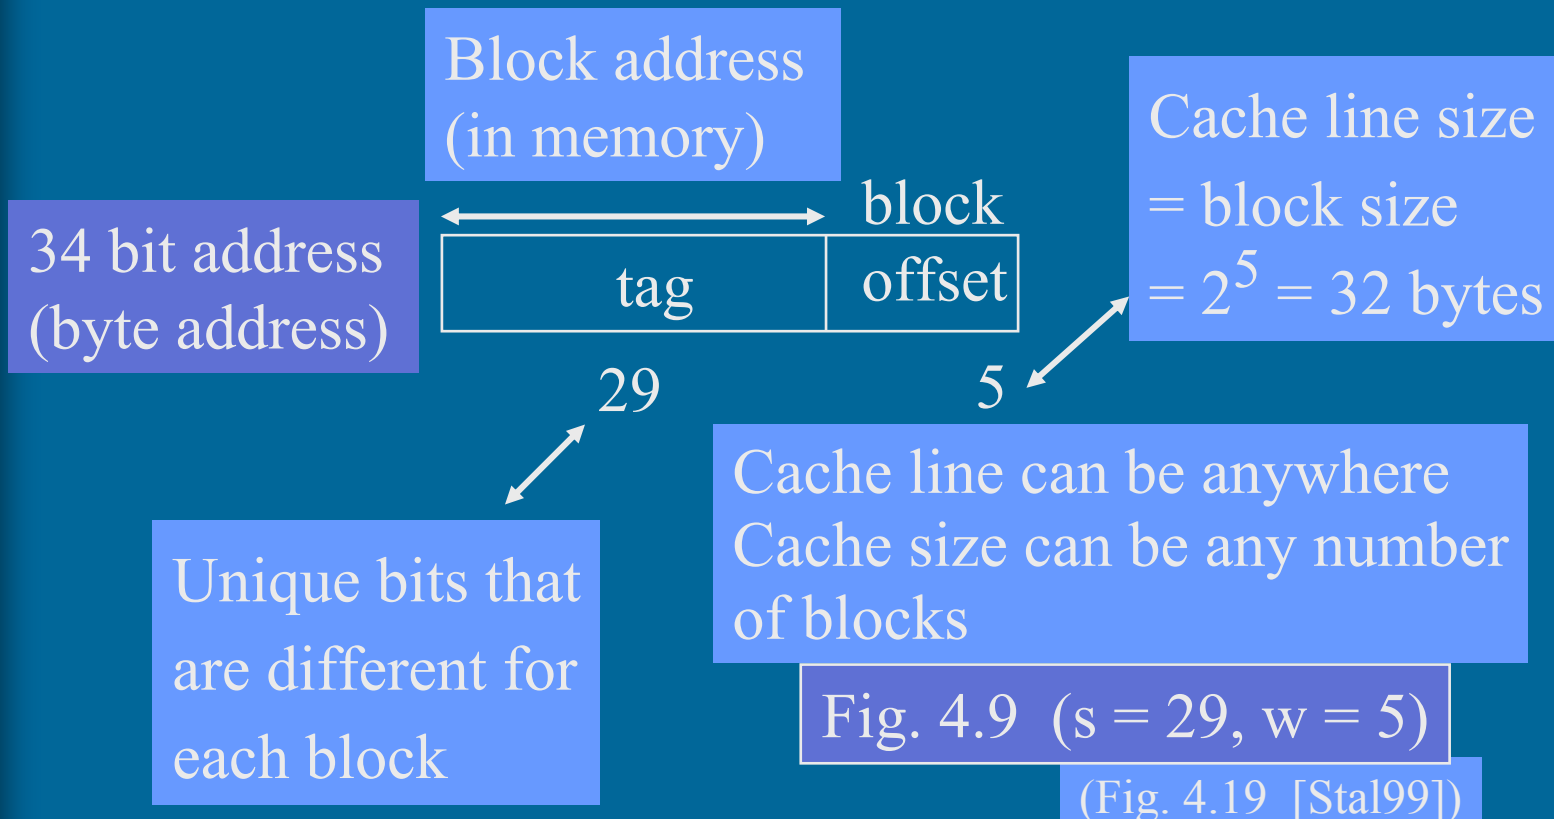 Block address
(in memory)
34 bit address
(byte address)
tag
block
offset
Cache line size
= block size
= 2⁵ = 32 bytes
29
5
Unique bits that
are different for
each block
Cache line can be anywhere
Cache size can be any number
of blocks
Fig. 4.9 (s = 29, w = 5)
(Fig. 4.19 [Stal99])